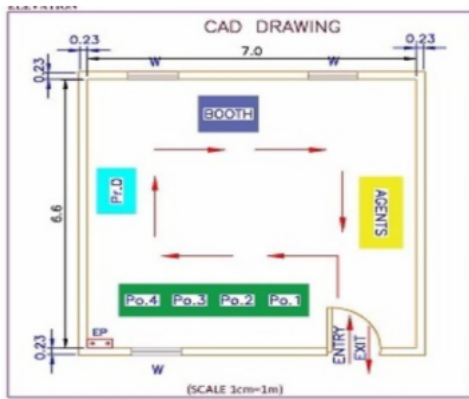 ELEVATION
CAD DRAWING
0.23
7.0
0.23
W
W
0.23
BOOTH
Pr.O
AGENTS
6.6
Po.4 Po.3 Po.2 Po.1
EP
0.23
W
ENTRY
EXIT
(SCALE 1cm=1m)